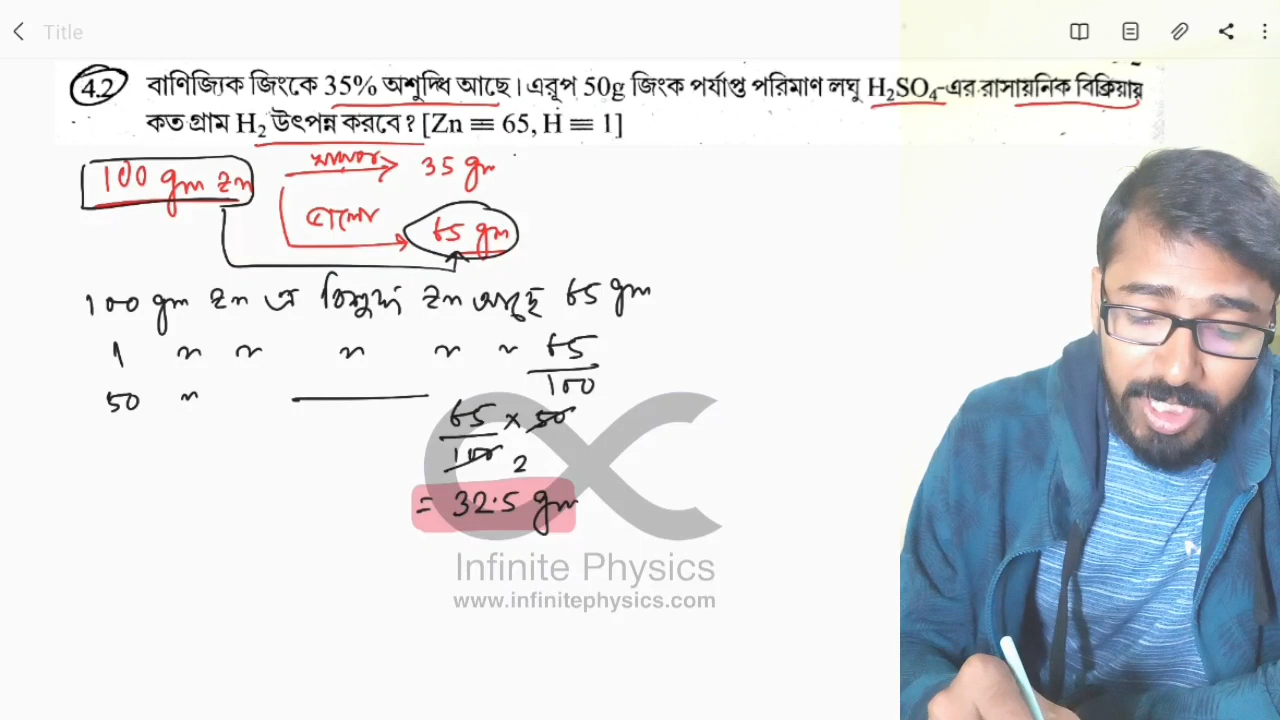 Title
4.2 বাণিজ্যিক জিংকে 35% অশুদ্ধি আছে। এরূপ 50g জিংক পর্যাপ্ত পরিমাণ লঘু H₂SO₄-এর রাসায়নিক বিক্রিয়ায়
কত গ্রাম H₂ উৎপন্ন করবে? [Zn ≡ 65, H ≡ 1]
100 gm zn
খারাপ 35 gm
ভালো 65 gm
100 gm zn এ বিশুদ্ধ zn আছে 65 gm
1 " " " " " 65/100
50 "
65/100 × 50
2
= 32.5 gm
Infinite Physics
www.infinitephysics.com